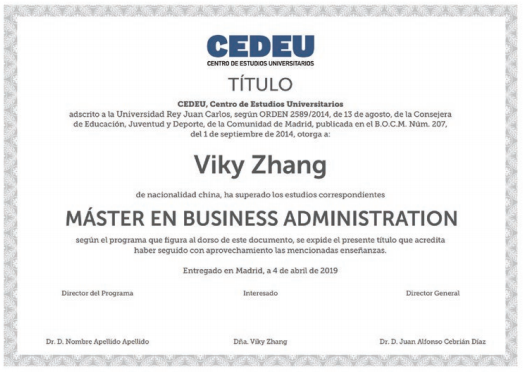 CEDEU
CENTRO DE ESTUDIOS UNIVERSITARIOS
TÍTULO
CEDEU, Centro de Estudios Universitarios
adscrito a la Universidad Rey Juan Carlos, según ORDEN 2589/2014, de 13 de agosto, de la Consejera
de Educación, Juventud y Deporte, de la Comunidad de Madrid, publicada en el B.O.C.M. Núm. 207,
del 1 de septiembre de 2014, otorga a:
Viky Zhang
de nacionalidad china, ha superado los estudios correspondientes
MÁSTER EN BUSINESS ADMINISTRATION
según el programa que figura al dorso de este documento, se expide el presente título que acredita
haber seguido con aprovechamiento las mencionadas enseñanzas.
Entregado en Madrid, a 4 de abril de 2019
Director del Programa Interesado Director General
Dr. D. Nombre Apellido Apellido Dña. Viky Zhang Dr. D. Juan Alfonso Cebrián Díaz